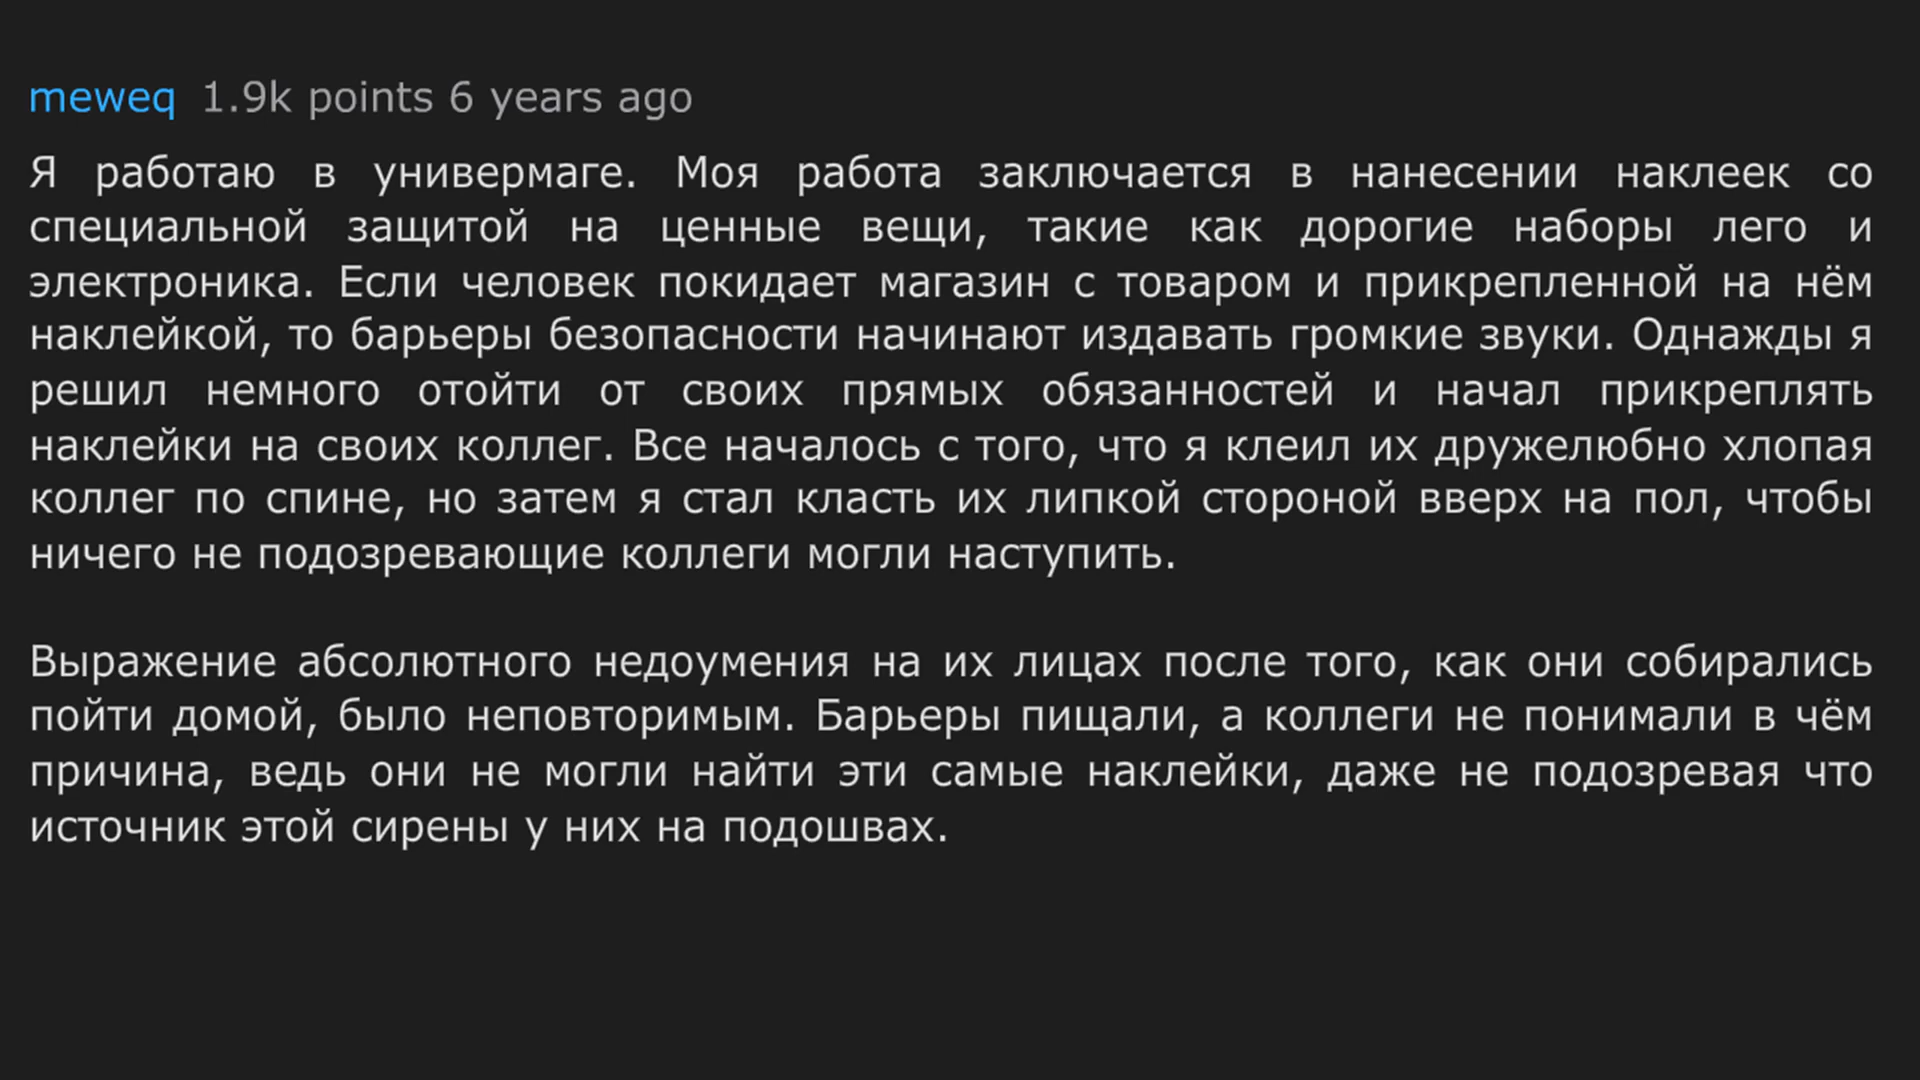 meweq 1.9k points 6 years ago
Я работаю в универмаге. Моя работа заключается в нанесении наклеек со
специальной защитой на ценные вещи, такие как дорогие наборы лего и
электроника. Если человек покидает магазин с товаром и прикрепленной на нём
наклейкой, то барьеры безопасности начинают издавать громкие звуки. Однажды я
решил немного отойти от своих прямых обязанностей и начал прикреплять
наклейки на своих коллег. Все началось с того, что я клеил их дружелюбно хлопая
коллег по спине, но затем я стал класть их липкой стороной вверх на пол, чтобы
ничего не подозревающие коллеги могли наступить.
Выражение абсолютного недоумения на их лицах после того, как они собирались
пойти домой, было неповторимым. Барьеры пищали, а коллеги не понимали в чём
причина, ведь они не могли найти эти самые наклейки, даже не подозревая что
источник этой сирены у них на подошвах.